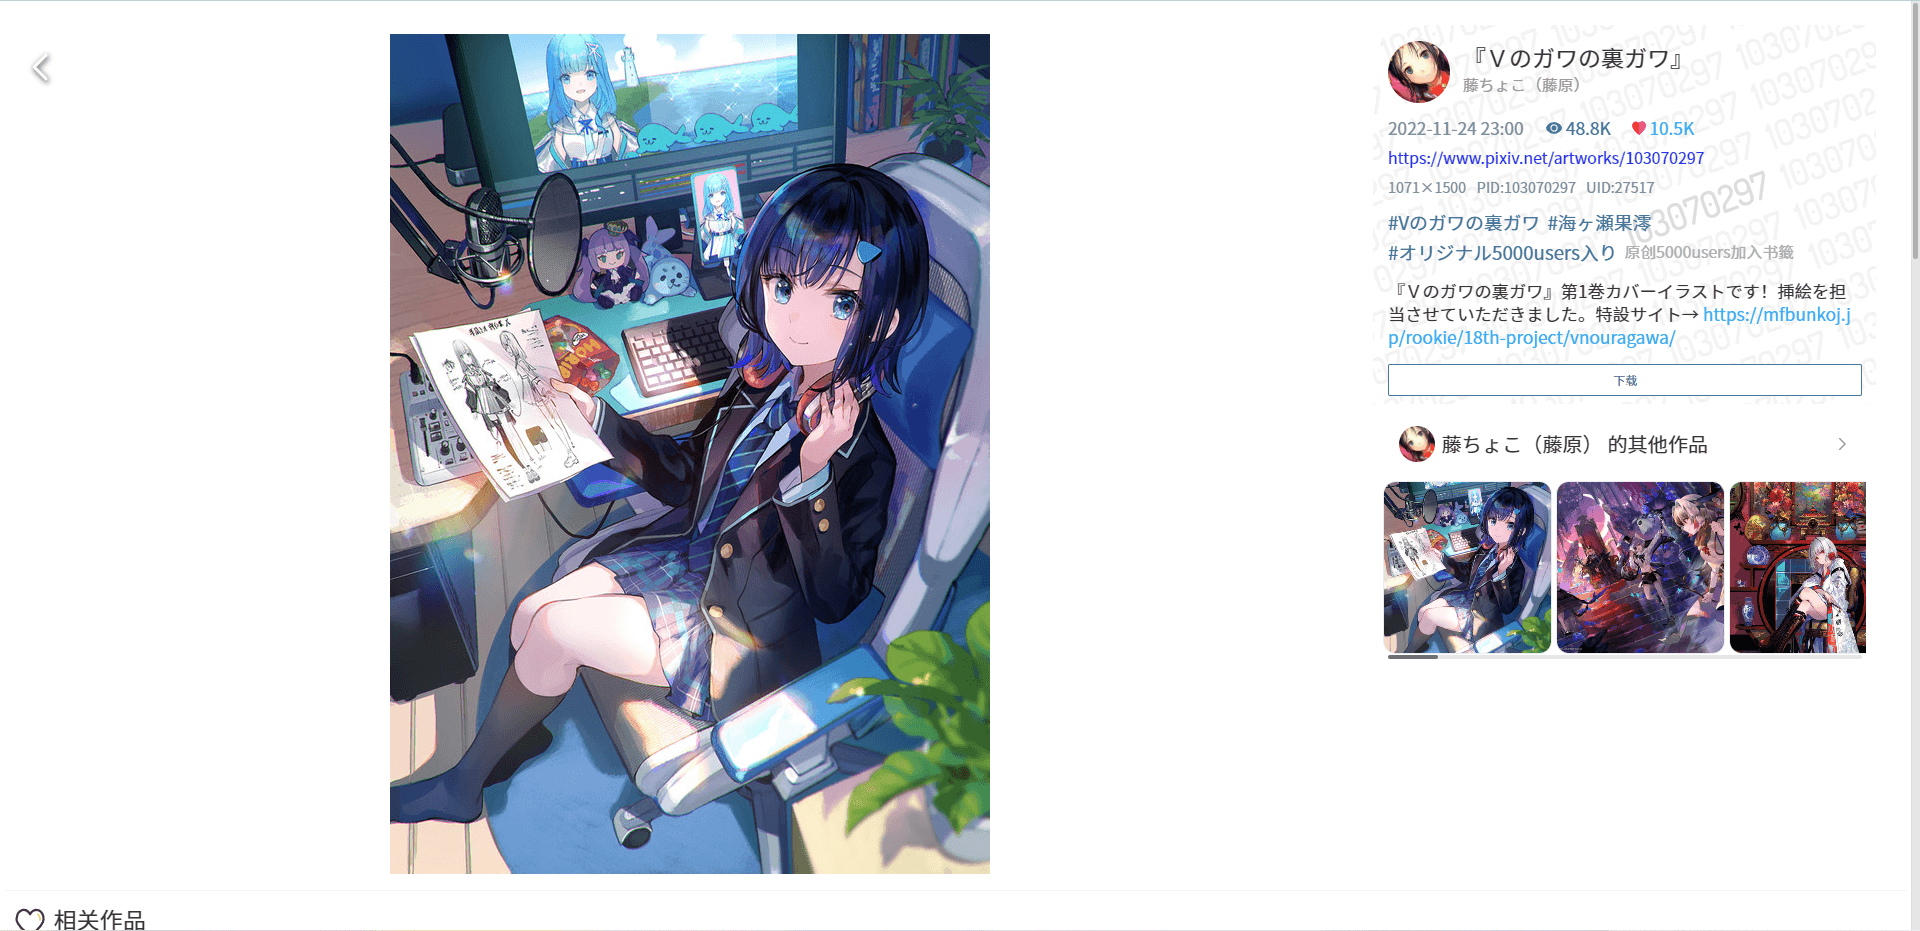 『Ｖのガワの裏ガワ』
藤ちょこ（藤原）
2022-11-24 23:00 48.8K 10.5K
https://www.pixiv.net/artworks/103070297
1071×1500 PID:103070297 UID:27517
#Vのガワの裏ガワ #海ヶ瀬果澪
#オリジナル5000users入り 原创5000users加入书籤
『Ｖのガワの裏ガワ』第1巻カバーイラストです！挿絵を担
当させていただきました。特設サイト→ https://mfbunkoj.j
p/rookie/18th-project/vnouragawa/
下载
藤ちょこ（藤原） 的其他作品
相关作品